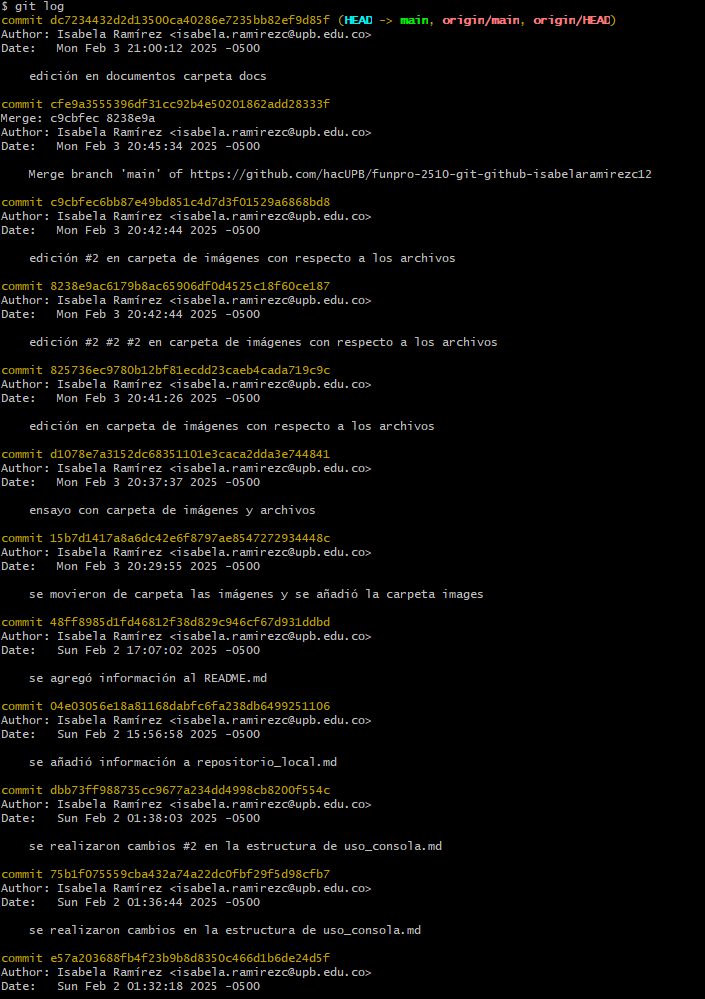 $ git log
commit dc7234432d2d13500ca40286e7235bb82ef9d85f (HEAD -> main, origin/main, origin/HEAD)
Author: Isabela Ramírez <isabela.ramirezc@upb.edu.co>
Date:   Mon Feb 3 21:00:12 2025 -0500
edición en documentos carpeta docs
commit cfe9a3555396df31cc92b4e50201862add28333f
Merge: c9cbfec 8238e9a
Author: Isabela Ramírez <isabela.ramirezc@upb.edu.co>
Date:   Mon Feb 3 20:45:34 2025 -0500
Merge branch 'main' of https://github.com/hacUPB/funpro-2510-git-github-isabelaramirezc12
commit c9cbfec6bb87e49bd851c4d7d3f01529a6868bd8
Author: Isabela Ramírez <isabela.ramirezc@upb.edu.co>
Date:   Mon Feb 3 20:42:44 2025 -0500
edición #2 en carpeta de imágenes con respecto a los archivos
commit 8238e9ac6179b8ac65906df0d4525c18f60ce187
Author: Isabela Ramírez <isabela.ramirezc@upb.edu.co>
Date:   Mon Feb 3 20:42:44 2025 -0500
edición #2 #2 #2 en carpeta de imágenes con respecto a los archivos
commit 825736ec9780b12bf81ecdd23caeb4cada719c9c
Author: Isabela Ramírez <isabela.ramirezc@upb.edu.co>
Date:   Mon Feb 3 20:41:26 2025 -0500
edición en carpeta de imágenes con respecto a los archivos
commit d1078e7a3152dc68351101e3caca2dda3e744841
Author: Isabela Ramírez <isabela.ramirezc@upb.edu.co>
Date:   Mon Feb 3 20:37:37 2025 -0500
ensayo con carpeta de imágenes y archivos
commit 15b7d1417a8a6dc42e6f8797ae8547272934448c
Author: Isabela Ramírez <isabela.ramirezc@upb.edu.co>
Date:   Mon Feb 3 20:29:55 2025 -0500
se movieron de carpeta las imágenes y se añadió la carpeta images
commit 48ff8985d1fd46812f38d829c946cf67d931ddbd
Author: Isabela Ramírez <isabela.ramirezc@upb.edu.co>
Date:   Sun Feb 2 17:07:02 2025 -0500
se agregó información al README.md
commit 04e03056e18a81168dabfc6fa238db6499251106
Author: Isabela Ramírez <isabela.ramirezc@upb.edu.co>
Date:   Sun Feb 2 15:56:58 2025 -0500
se añadió información a repositorio_local.md
commit dbb73ff988735cc9677a234dd4998cb8200f554c
Author: Isabela Ramírez <isabela.ramirezc@upb.edu.co>
Date:   Sun Feb 2 01:38:03 2025 -0500
se realizaron cambios #2 en la estructura de uso_consola.md
commit 75b1f075559cba432a74a22dc0fbf29f5d98cfb7
Author: Isabela Ramírez <isabela.ramirezc@upb.edu.co>
Date:   Sun Feb 2 01:36:44 2025 -0500
se realizaron cambios en la estructura de uso_consola.md
commit e57a203688fb4f23b9b8d8350c466d1b6de24d5f
Author: Isabela Ramírez <isabela.ramirezc@upb.edu.co>
Date:   Sun Feb 2 01:32:18 2025 -0500